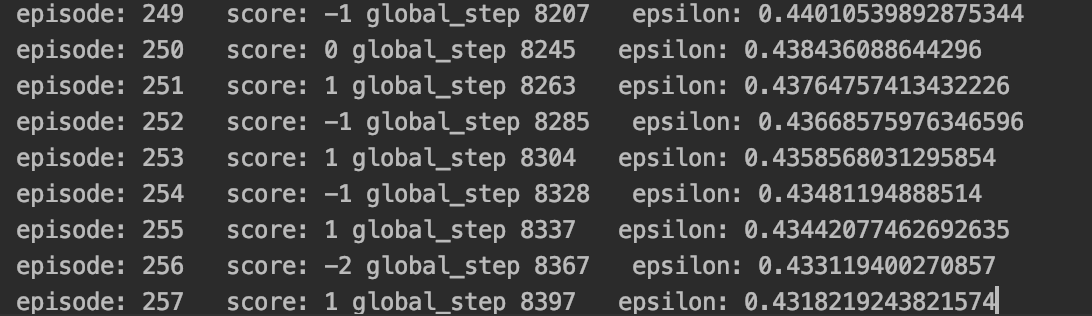 episode: 249   score: -1 global_step 8207   epsilon: 0.44010539892875344
episode: 250   score: 0 global_step 8245   epsilon: 0.438436088644296
episode: 251   score: 1 global_step 8263   epsilon: 0.43764757413432226
episode: 252   score: -1 global_step 8285   epsilon: 0.43668575976346596
episode: 253   score: 1 global_step 8304   epsilon: 0.4358568031295854
episode: 254   score: -1 global_step 8328   epsilon: 0.43481194888514
episode: 255   score: 1 global_step 8337   epsilon: 0.43442077462692635
episode: 256   score: -2 global_step 8367   epsilon: 0.433119400270857
episode: 257   score: 1 global_step 8397   epsilon: 0.4318219243821574